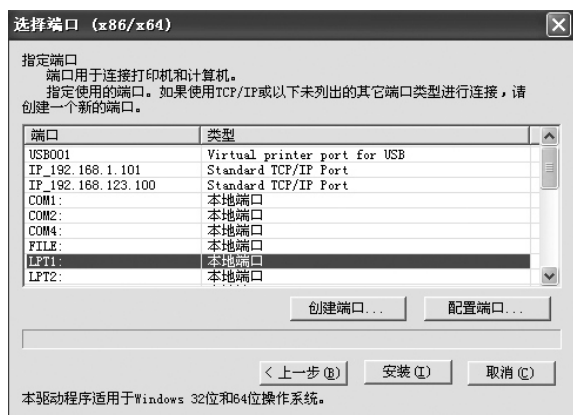 选择端口 (x86/x64)
指定端口
端口用于连接打印机和计算机。
指定使用的端口。如果使用TCP/IP或以下未列出的其它端口类型进行连接，请
创建一个新的端口。
端口 类型
USB001 Virtual printer port for USB
IP_192.168.1.101 Standard TCP/IP Port
IP_192.168.123.100 Standard TCP/IP Port
COM1: 本地端口
COM2: 本地端口
COM4: 本地端口
FILE: 本地端口
LPT1: 本地端口
LPT2: 本地端口
创建端口... 配置端口...
< 上一步(B) 安装(I) 取消(C)
本驱动程序适用于Windows 32位和64位操作系统。